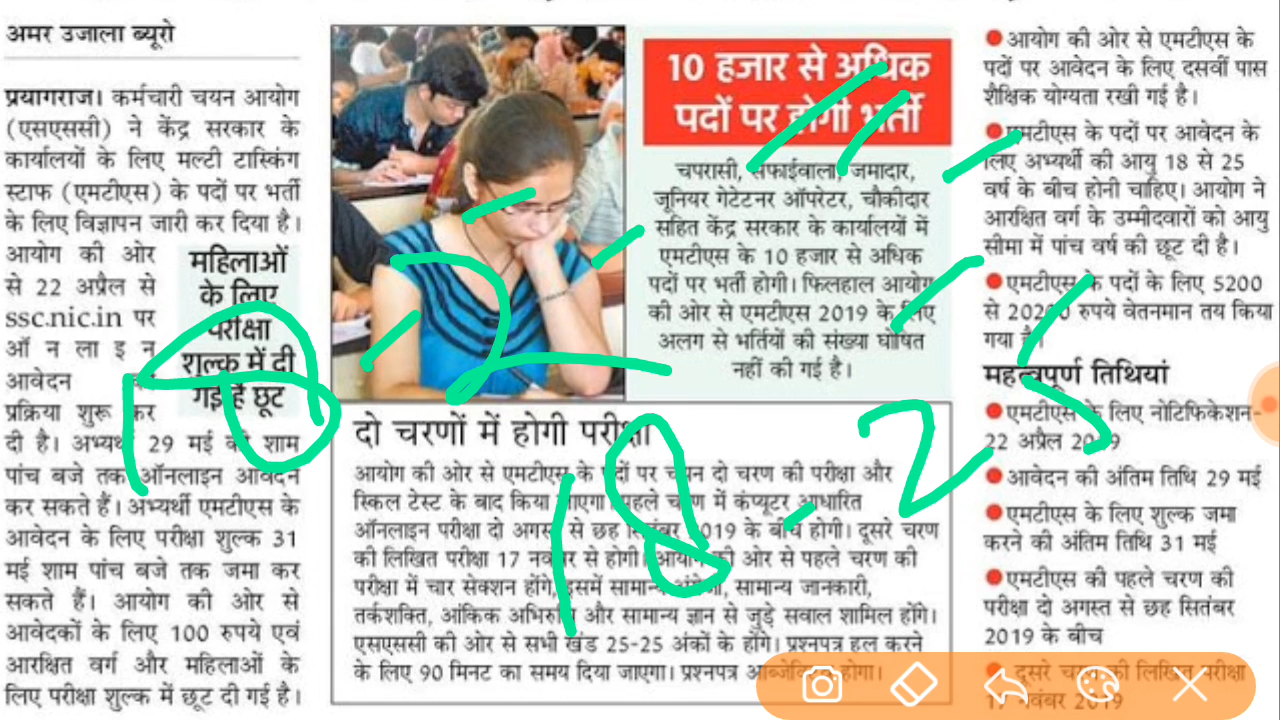 अमर उजाला ब्यूरो
प्रयागराज। कर्मचारी चयन आयोग
(एसएससी) ने केंद्र सरकार के
कार्यालयों के लिए मल्टी टास्किंग
स्टाफ (एमटीएस) के पदों पर भर्ती
के लिए विज्ञापन जारी कर दिया है।
आयोग की ओर
से 22 अप्रैल से
ssc.nic.in पर
ऑ न ला इ न
आवेदन
प्रक्रिया शुरू कर
दी है। अभ्यर्थी 29 मई की शाम
पांच बजे तक ऑनलाइन आवेदन
कर सकते हैं। अभ्यर्थी एमटीएस के
आवेदन के लिए परीक्षा शुल्क 31
मई शाम पांच बजे तक जमा कर
सकते हैं। आयोग की ओर से
आवेदकों के लिए 100 रुपये एवं
आरक्षित वर्ग और महिलाओं के
लिए परीक्षा शुल्क में छूट दी गई है।
महिलाओं
के लिए
परीक्षा
शुल्क में दी
गई है छूट
10 हजार से अधिक
पदों पर होगी भर्ती
चपरासी, सफाईवाला, जमादार,
जूनियर गेटेटनर ऑपरेटर, चौकीदार
सहित केंद्र सरकार के कार्यालयों में
एमटीएस के 10 हजार से अधिक
पदों पर भर्ती होगी। फिलहाल आयोग
की ओर से एमटीएस 2019 के लिए
अलग से भर्तियों की संख्या घोषित
नहीं की गई है।
दो चरणों में होगी परीक्षा
आयोग की ओर से एमटीएस के पदों पर चयन दो चरण की परीक्षा और
स्किल टेस्ट के बाद किया जाएगा। पहले चरण में कंप्यूटर आधारित
ऑनलाइन परीक्षा दो अगस्त से छह सितंबर 2019 के बीच होगी। दूसरे चरण
की लिखित परीक्षा 17 नवंबर से होगी। आयोग की ओर से पहले चरण की
परीक्षा में चार सेक्शन होंगे, इसमें सामान्य अंग्रेजी, सामान्य जानकारी,
तर्कशक्ति, आंकिक अभिरुचि और सामान्य ज्ञान से जुड़े सवाल शामिल होंगे।
एसएससी की ओर से सभी खंड 25-25 अंकों के होंगे। प्रश्नपत्र हल करने
के लिए 90 मिनट का समय दिया जाएगा। प्रश्नपत्र ऑब्जेक्टिव होगा।
● आयोग की ओर से एमटीएस के
पदों पर आवेदन के लिए दसवीं पास
शैक्षिक योग्यता रखी गई है।
● एमटीएस के पदों पर आवेदन के
लिए अभ्यर्थी की आयु 18 से 25
वर्ष के बीच होनी चाहिए। आयोग ने
आरक्षित वर्ग के उम्मीदवारों को आयु
सीमा में पांच वर्ष की छूट दी है।
● एमटीएस के पदों के लिए 5200
से 20200 रुपये वेतनमान तय किया
गया है।
महत्वपूर्ण तिथियां
● एमटीएस के लिए नोटिफिकेशन-
22 अप्रैल 2019
● आवेदन की अंतिम तिथि 29 मई
● एमटीएस के लिए शुल्क जमा
करने की अंतिम तिथि 31 मई
● एमटीएस की पहले चरण की
परीक्षा दो अगस्त से छह सितंबर
2019 के बीच
● दूसरे चरण की लिखित परीक्षा
17 नवंबर 2019
18 - 25